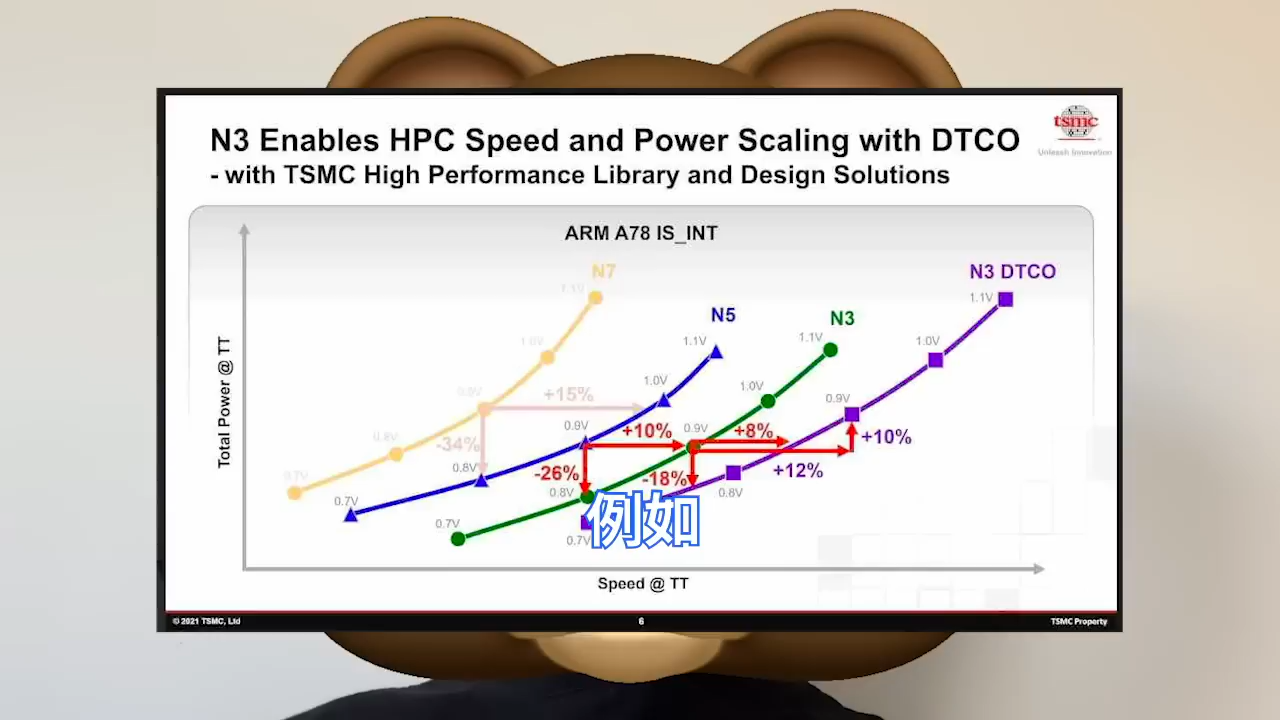 N3 Enables HPC Speed and Power Scaling with DTCO
- with TSMC High Performance Library and Design Solutions
tsmc
Unleash Innovation
ARM A78 IS_INT
N7
N5
N3
N3 DTCO
1.1V
1.0V
0.9V
0.8V
0.7V
1.1V
1.0V
0.9V
0.8V
0.7V
1.1V
1.0V
0.9V
0.8V
0.7V
1.1V
1.0V
0.9V
0.8V
0.7V
+15%
-34%
+10%
-26%
+8%
-18%
+12%
+10%
Total Power @ TT
Speed @ TT
例如
© 2021 TSMC, Ltd
6
TSMC Property